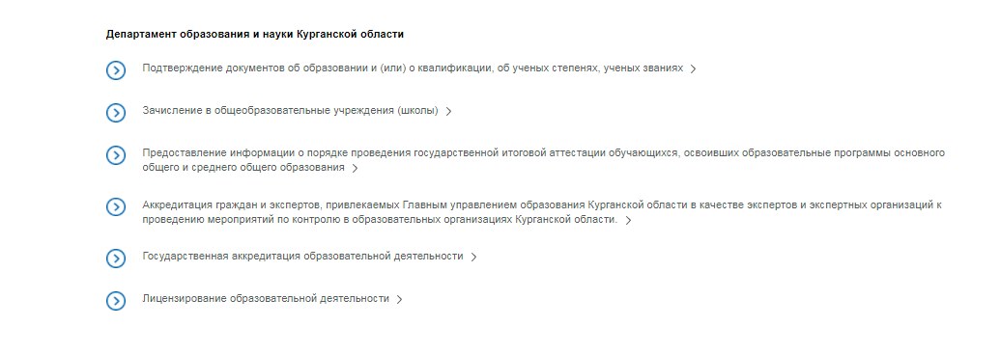 Департамент образования и науки Курганской области
Подтверждение документов об образовании и (или) о квалификации, об ученых степенях, ученых званиях
Зачисление в общеобразовательные учреждения (школы)
Предоставление информации о порядке проведения государственной итоговой аттестации обучающихся, освоивших образовательные программы основного
общего и среднего общего образования
Аккредитация граждан и экспертов, привлекаемых Главным управлением образования Курганской области в качестве экспертов и экспертных организаций к
проведению мероприятий по контролю в образовательных организациях Курганской области.
Государственная аккредитация образовательной деятельности
Лицензирование образовательной деятельности